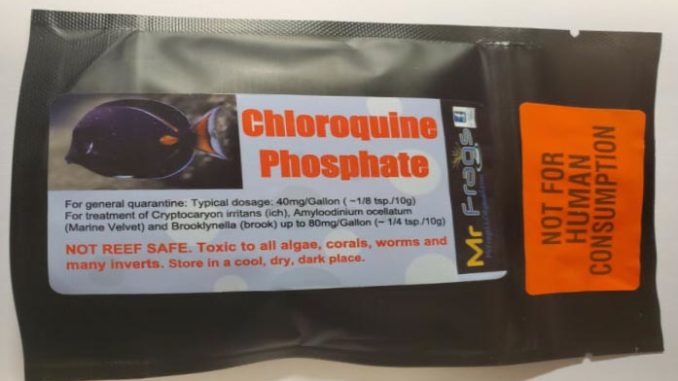 Chloroquine
Phosphate
For general quarantine: Typical dosage: 40mg/Gallon ( ~1/8 tsp./10g)
For treatment of Cryptocaryon irritans (ich), Amyloodinium ocellatum
(Marine Velvet) and Brooklynella (brook) up to 80mg/Gallon (~ 1/4 tsp./10g)
NOT REEF SAFE. Toxic to all algae, corals, worms and
many inverts. Store in a cool, dry, dark place.
Mr Frags
NOT FOR
HUMAN
CONSUMPTION